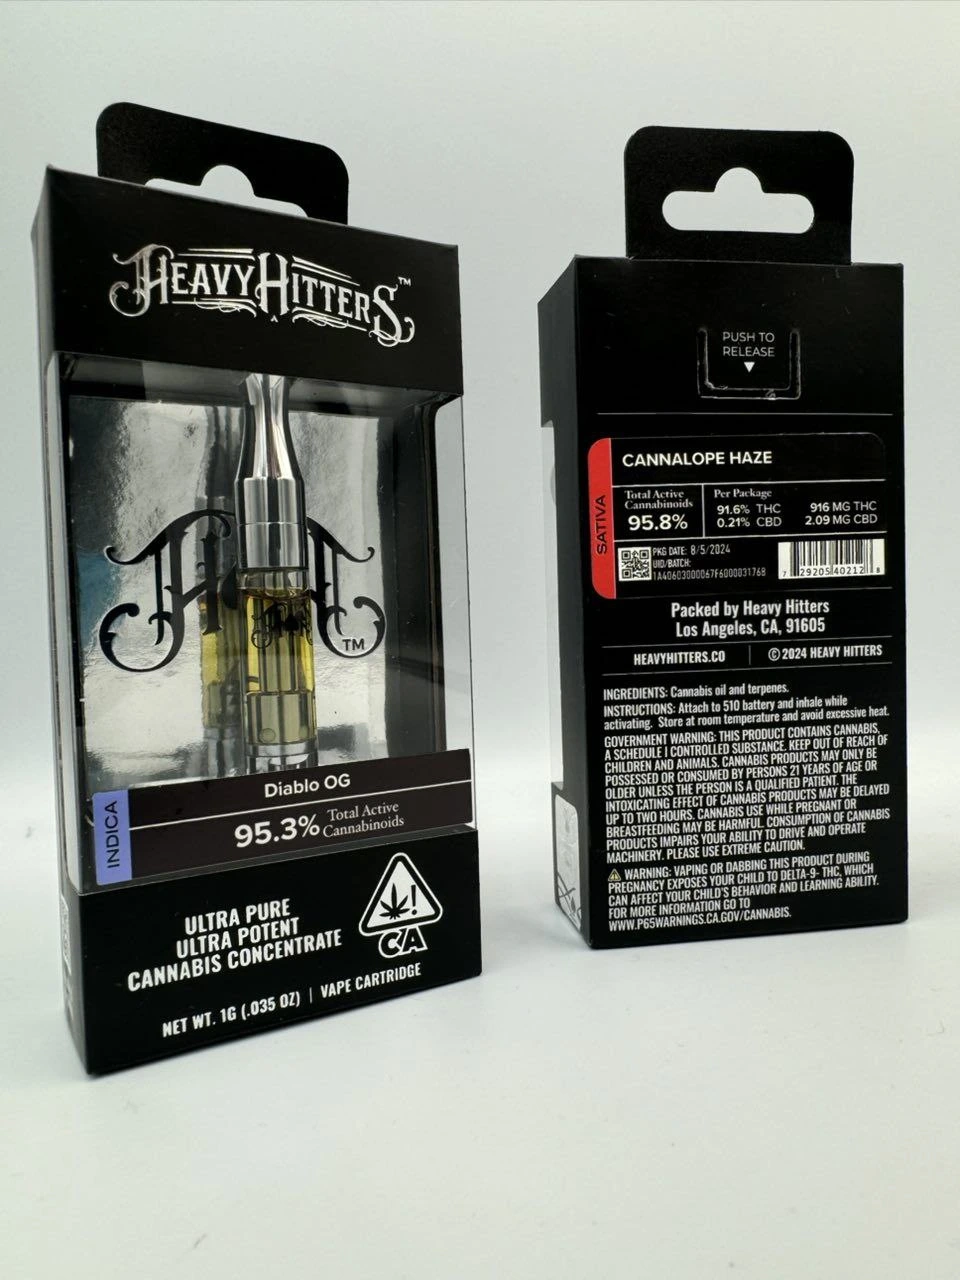 HEAVY HITTERS™
H H
TM
INDICA
Diablo OG
95.3% Total Active Cannabinoids
ULTRA PURE
ULTRA POTENT
CANNABIS CONCENTRATE
!
CA
NET WT. 1G (.035 OZ) | VAPE CARTRIDGE
PUSH TO
RELEASE
SATIVA
CANNALOPE HAZE
Total Active
Cannabinoids
95.8%
Per Package
91.6% THC 916 MG THC
0.21% CBD 2.09 MG CBD
PKG DATE: 8/5/2024
UID/BATCH:
1A40603000067F6000031768
7 29205 40212 8
Packed by Heavy Hitters
Los Angeles, CA, 91605
HEAVYHITTERS.CO | © 2024 HEAVY HITTERS
INGREDIENTS: Cannabis oil and terpenes.
INSTRUCTIONS: Attach to 510 battery and inhale while
activating. Store at room temperature and avoid excessive heat.
GOVERNMENT WARNING: THIS PRODUCT CONTAINS CANNABIS,
A SCHEDULE I CONTROLLED SUBSTANCE. KEEP OUT OF REACH OF
CHILDREN AND ANIMALS. CANNABIS PRODUCTS MAY ONLY BE
POSSESSED OR CONSUMED BY PERSONS 21 YEARS OF AGE OR
OLDER UNLESS THE PERSON IS A QUALIFIED PATIENT. THE
INTOXICATING EFFECT OF CANNABIS PRODUCTS MAY BE DELAYED
UP TO TWO HOURS. CANNABIS USE WHILE PREGNANT OR
BREASTFEEDING MAY BE HARMFUL. CONSUMPTION OF CANNABIS
PRODUCTS IMPAIRS YOUR ABILITY TO DRIVE AND OPERATE
MACHINERY. PLEASE USE EXTREME CAUTION.
WARNING: VAPING OR DABBING THIS PRODUCT DURING
PREGNANCY EXPOSES YOUR CHILD TO DELTA-9- THC, WHICH
CAN AFFECT YOUR CHILD'S BEHAVIOR AND LEARNING ABILITY.
FOR MORE INFORMATION GO TO
WWW.P65WARNINGS.CA.GOV/CANNABIS.